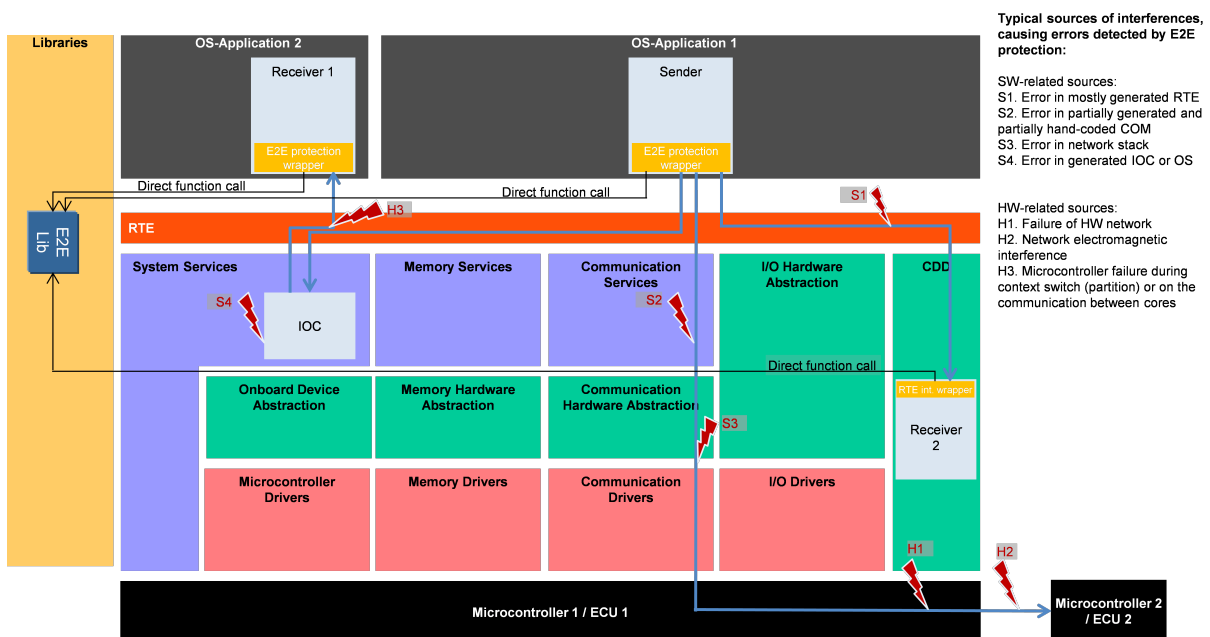 Typical sources of interferences,
causing errors detected by E2E
protection:
SW-related sources:
S1. Error in mostly generated RTE
S2. Error in partially generated and
partially hand-coded COM
S3. Error in network stack
S4. Error in generated IOC or OS
HW-related sources:
H1. Failure of HW network
H2. Network electromagnetic
interference
H3. Microcontroller failure during
context switch (partition) or on the
communication between cores
Libraries
OS-Application 2
OS-Application 1
Receiver 1
Sender
E2E protection
wrapper
E2E protection
wrapper
Direct function call
Direct function call
S1
H3
E2E
Lib
RTE
System Services
Memory Services
Communication
Services
I/O Hardware
Abstraction
CDD
S4
S2
IOC
Direct function call
Onboard Device
Abstraction
Memory Hardware
Abstraction
Communication
Hardware Abstraction
RTE int. wrapper
S3
Receiver
2
Microcontroller
Drivers
Memory Drivers
Communication
Drivers
I/O Drivers
H1
H2
Microcontroller 1 / ECU 1
Microcontroller 2
/ ECU 2